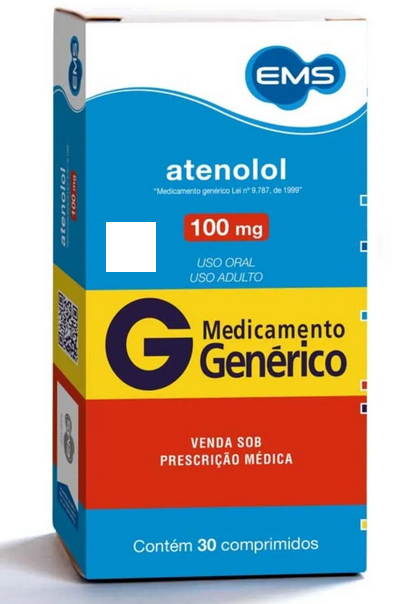 EMS
atenolol
"Medicamento genérico Lei nº 9.787, de 1999"
100 mg
USO ORAL
USO ADULTO
G Medicamento
Genérico
VENDA SOB
PRESCRIÇÃO MÉDICA
Contém 30 comprimidos
atenolol
100 mg